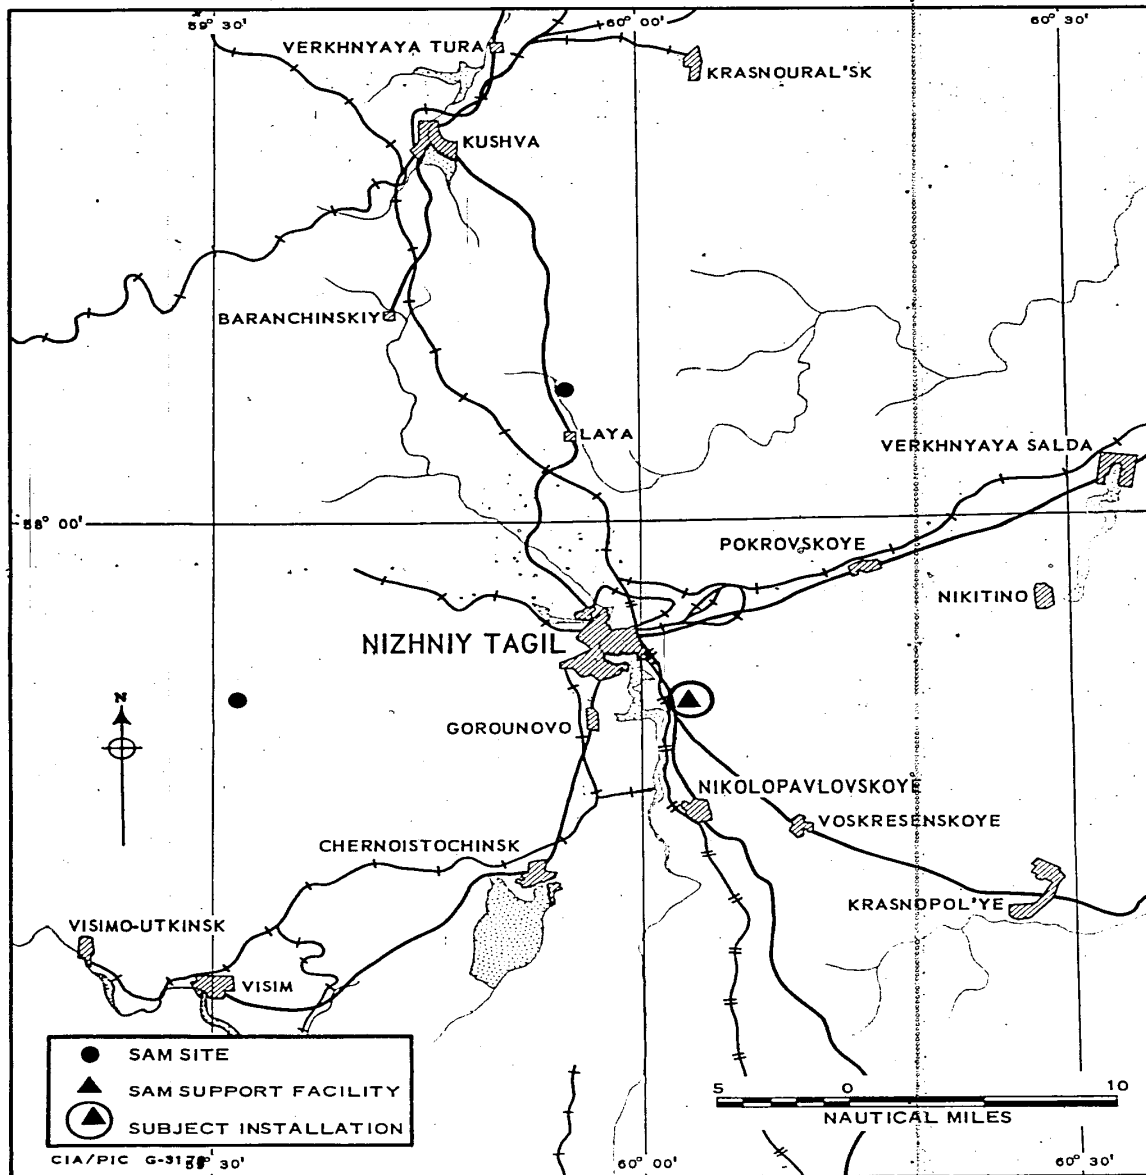 59° 30'
60° 00'
60° 30'
VERKHNYAYA TURA
KRASNOURAL'SK
KUSHVA
BARANCHINSKIY
LAYA
VERKHNYAYA SALDA
58° 00'
POKROVSKOYE
NIKITINO
NIZHNIY TAGIL
N
GOROUNOVO
NIKOLOPAVLOVSKOYE
VOSKRESENSKOYE
CHERNOISTOCHINSK
KRASNOPOL'YE
VISIMO-UTKINSK
VISIM
SAM SITE
SAM SUPPORT FACILITY
SUBJECT INSTALLATION
5 0 10
NAUTICAL MILES
CIA/PIC
59° 30'
60° 00'
60° 30'